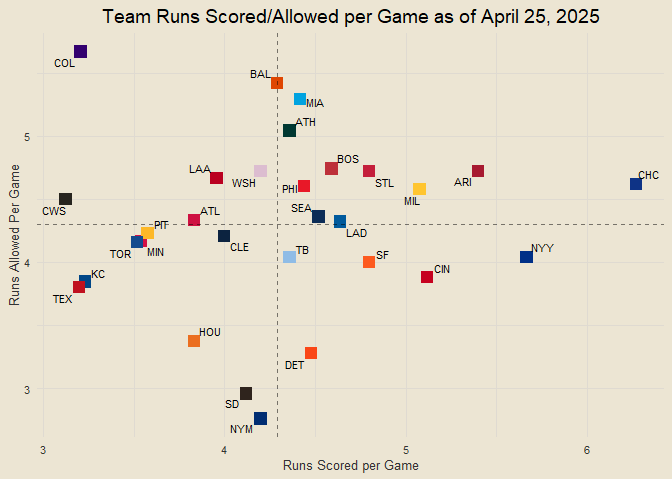 Team Runs Scored/Allowed per Game as of April 25, 2025
COL
BAL
MIA
ATH
BOS
LAA
WSH
PHI
STL
ARI
CHC
MIL
CWS
ATL
SEA
LAD
PIT
TOR
MIN
CLE
TB
SF
NYY
CIN
KC
TEX
HOU
DET
SD
NYM
5
4
3
3
4
5
6
Runs Allowed Per Game
Runs Scored per Game